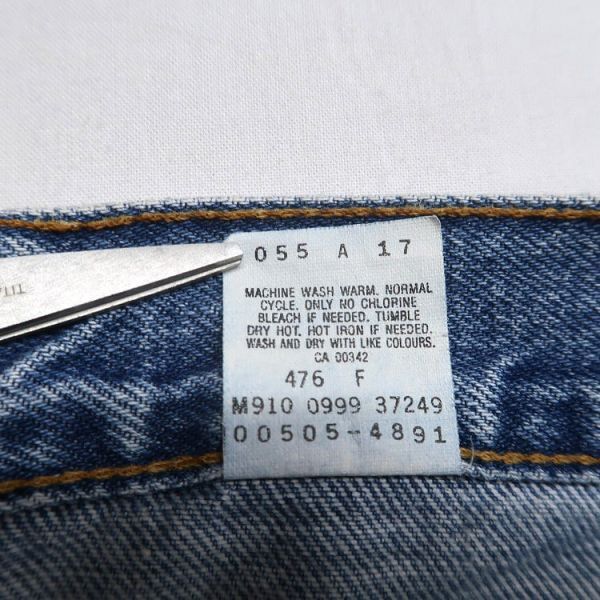 055 A 17
MACHINE WASH WARM. NORMAL
CYCLE. ONLY NO CHLORINE
BLEACH IF NEEDED. TUMBLE
DRY HOT. HOT IRON IF NEEDED.
WASH AND DRY WITH LIKE COLOURS.
CA 00342
476 F
M910 0999 37249
00505-4891